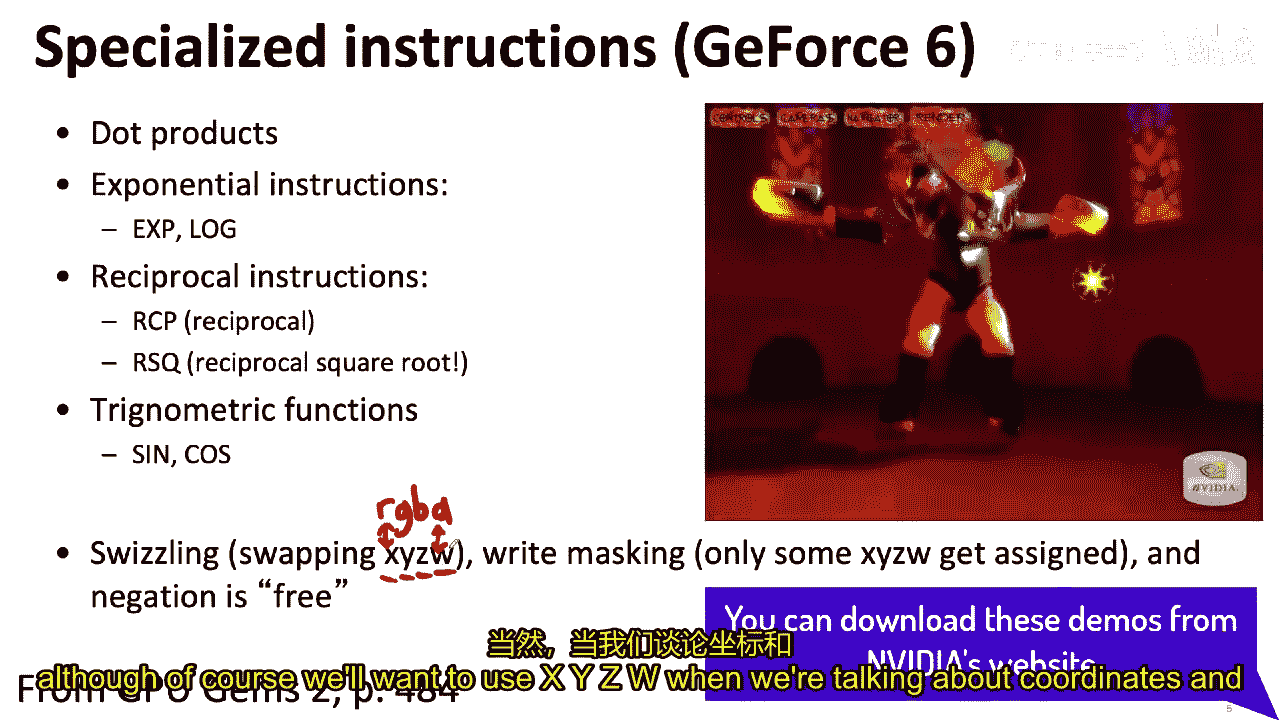 Specialized instructions (GeForce 6)
• Dot products
• Exponential instructions:
– EXP, LOG
• Reciprocal instructions:
– RCP (reciprocal)
– RSQ (reciprocal square root!)
• Trignometric functions
– SIN, COS
rgba
• Swizzling (swapping xyzw), write masking (only some xyzw get assigned), and
negation is “free”
NVIDIA
You can download these demos from
NVIDIA's website
当然，当我们谈论坐标和
although of course we'll want to use X Y Z W when we're talking about coordinates and
From GPU Gems 2, p. 484
5